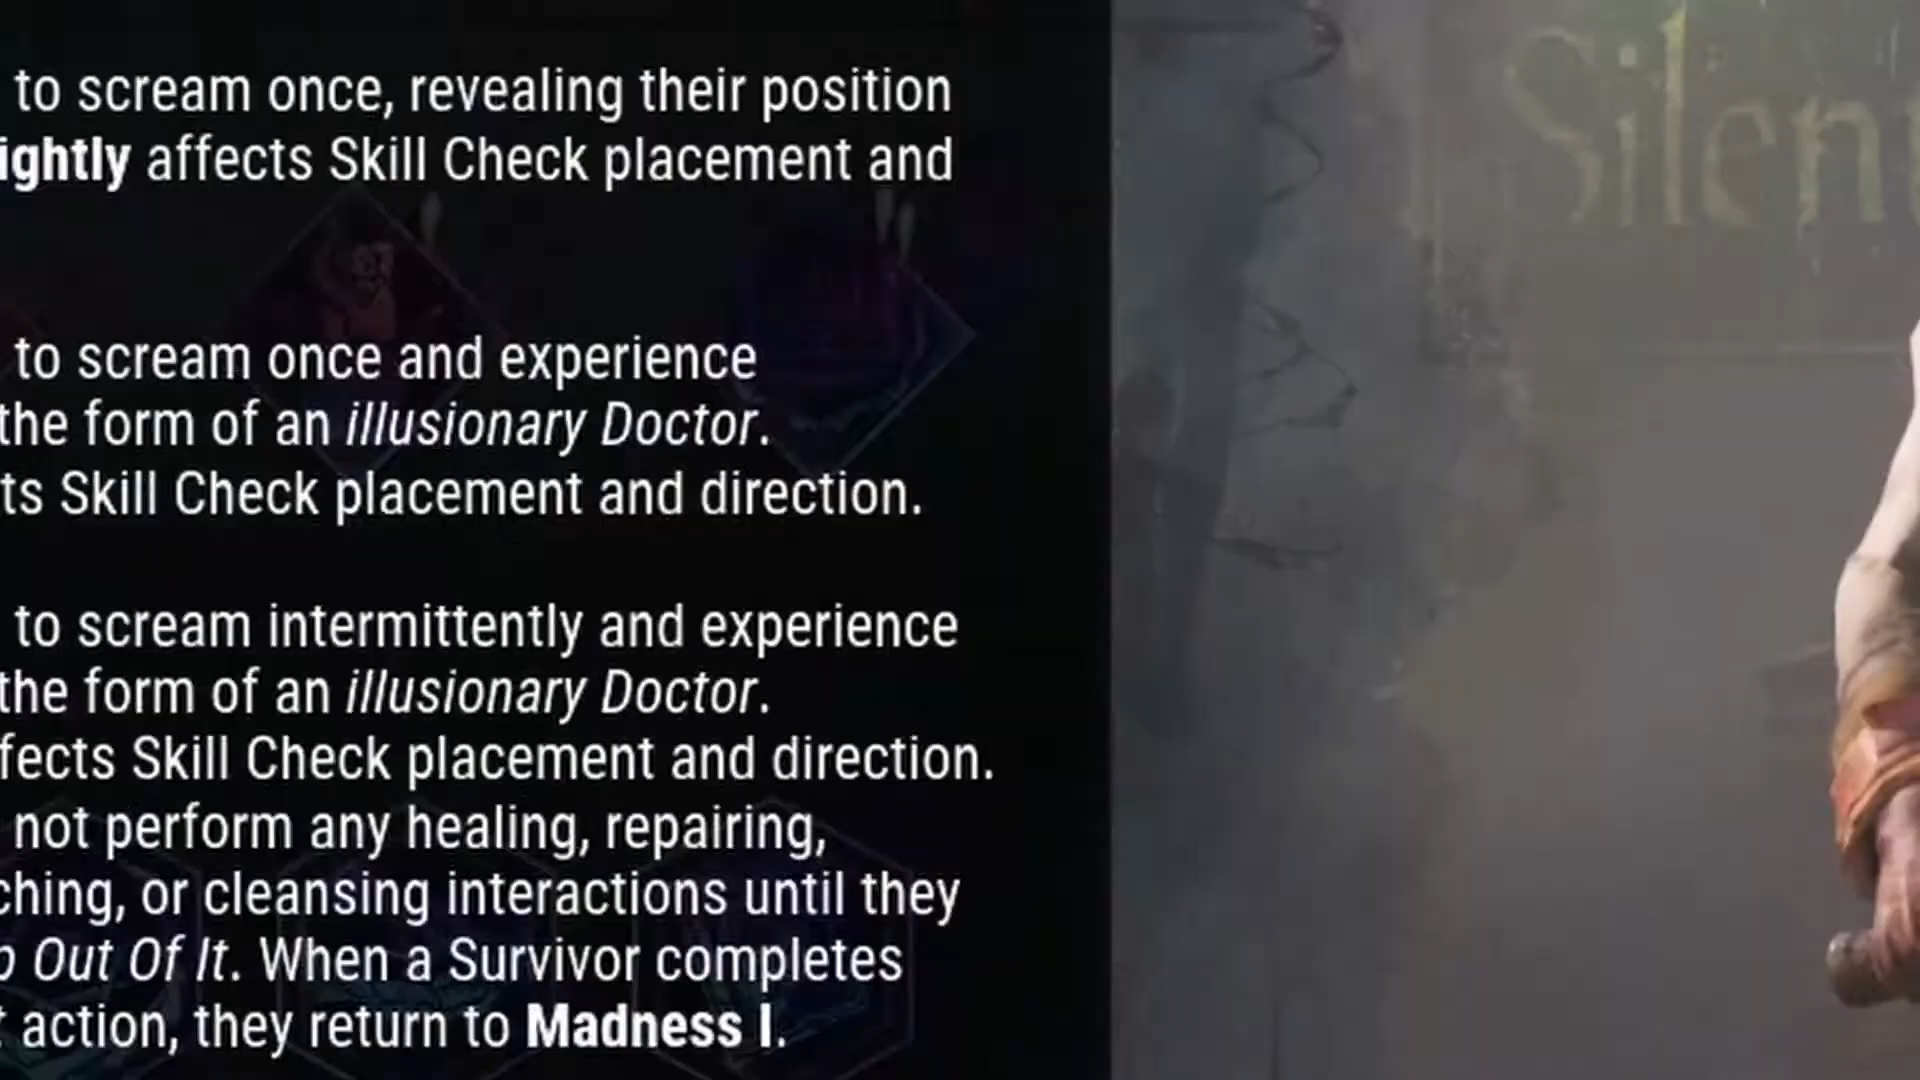 to scream once, revealing their position
ightly affects Skill Check placement and
to scream once and experience
the form of an illusionary Doctor.
ts Skill Check placement and direction.
to scream intermittently and experience
the form of an illusionary Doctor.
fects Skill Check placement and direction.
not perform any healing, repairing,
ching, or cleansing interactions until they
Out Of It. When a Survivor completes
action, they return to Madness I.
Silent